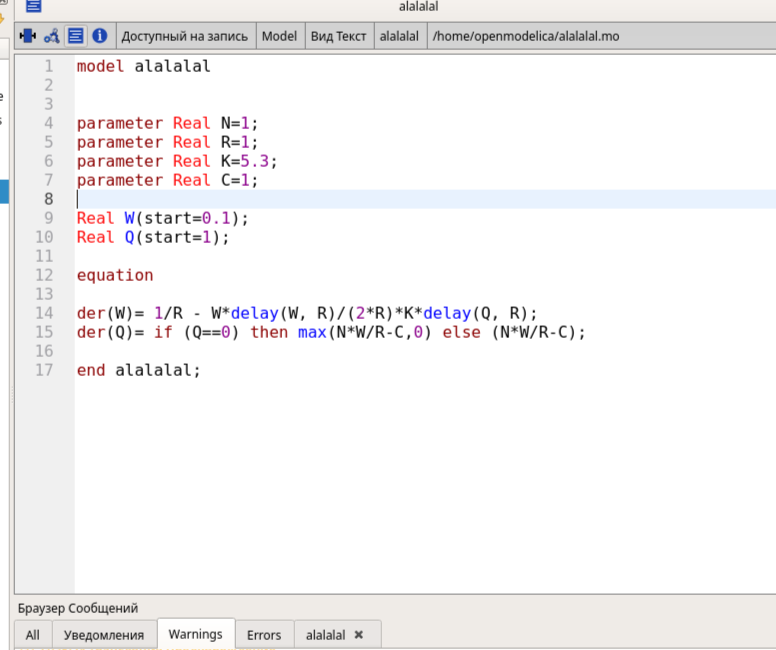 alalalal
Доступный на запись Model Вид Текст alalalal /home/openmodelica/alalalal.mo
1 model alalalal
2
3
4 parameter Real N=1;
5 parameter Real R=1;
6 parameter Real K=5.3;
7 parameter Real C=1;
8
9 Real W(start=0.1);
10 Real Q(start=1);
11
12 equation
13
14 der(W)= 1/R - W*delay(W, R)/(2*R)*K*delay(Q, R);
15 der(Q)= if (Q==0) then max(N*W/R-C,0) else (N*W/R-C);
16
17 end alalalal;
Браузер Сообщений
All Уведомления Warnings Errors alalalal